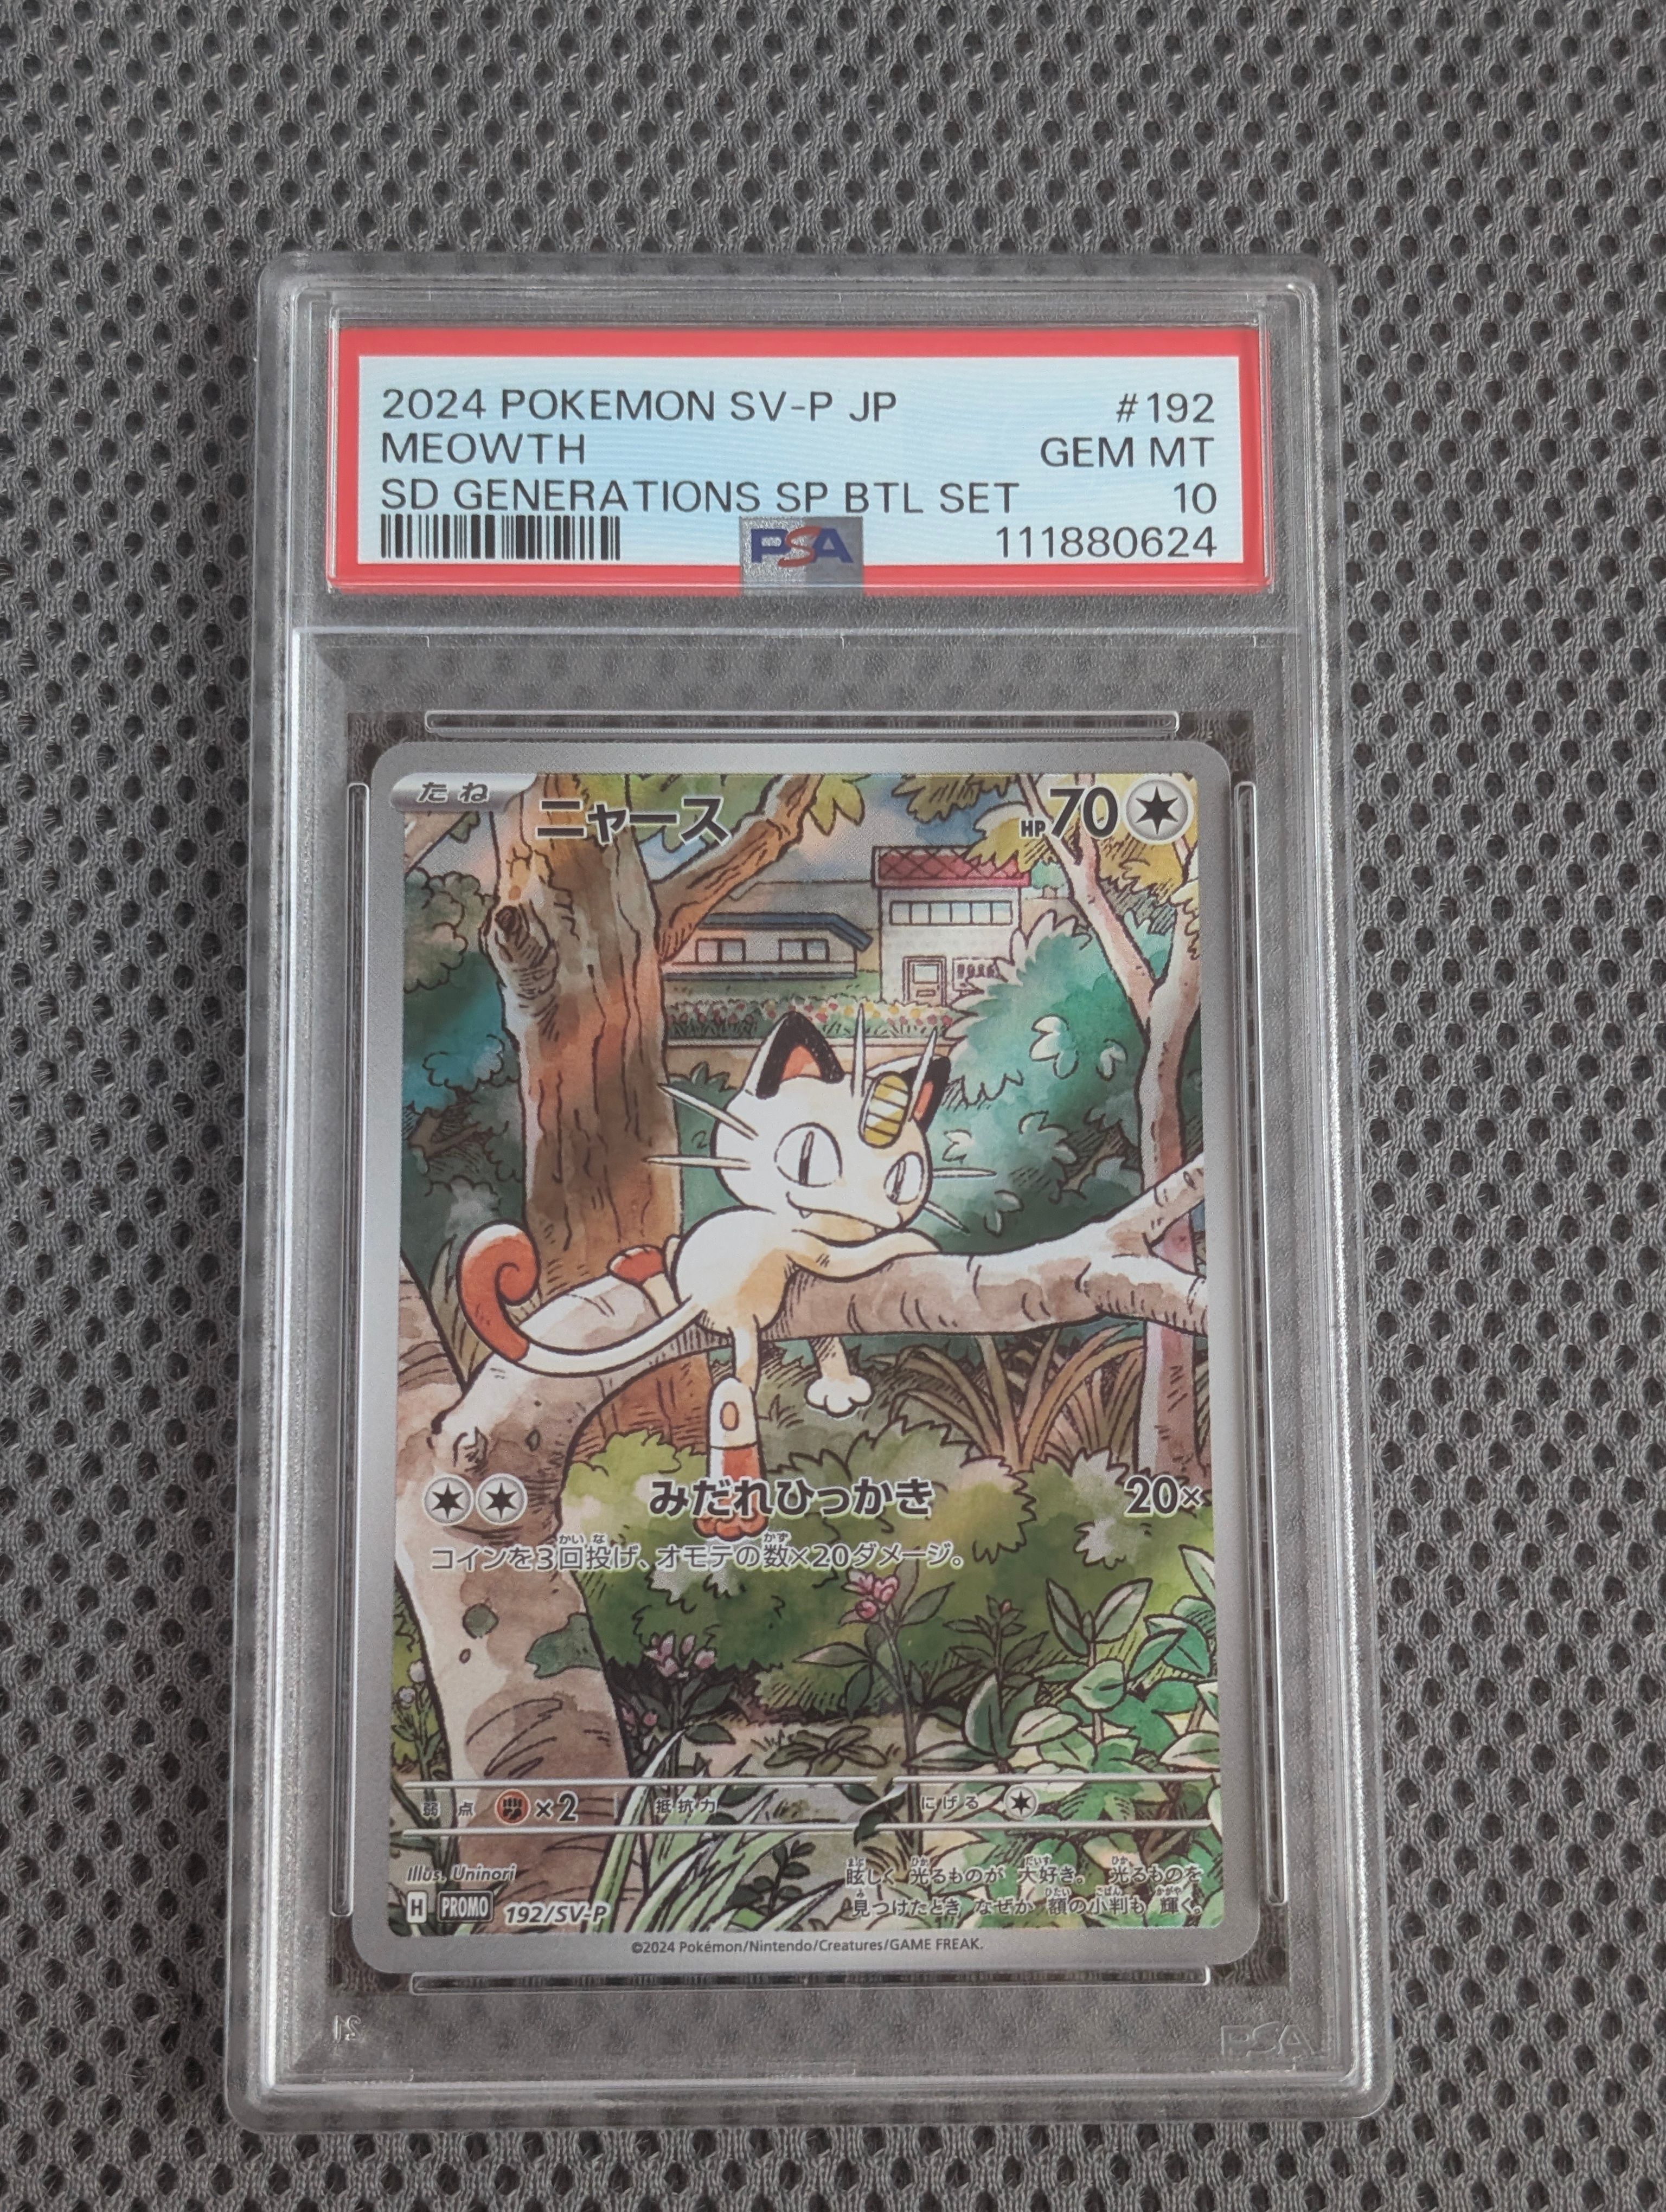 2024 POKEMON SV-P JP #192
MEOWTH GEM MT
SD GENERATIONS SP BTL SET 10
PSA 111880624
たね ニャース HP70
みだれひっかき 20×
コインを3回投げ、オモテの数×20ダメージ。
弱点 ×2 抵抗力 にげる
Illus. Uninori
眩しく 光るものが 大好き。 光るものを
見つけたとき なぜか 額の小判も 輝く。
H PROMO 192/SV-P
©2024 Pokémon/Nintendo/Creatures/GAME FREAK.
PSA